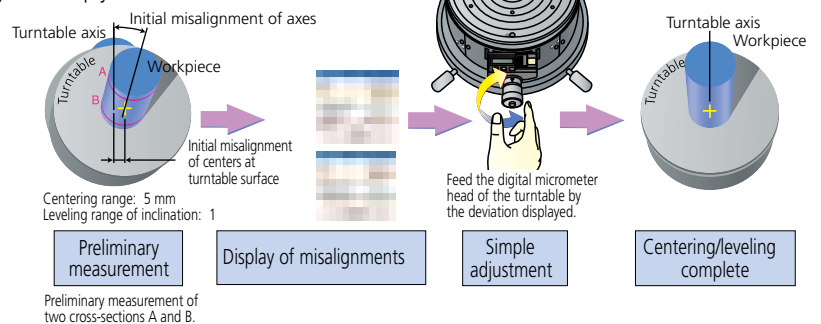 Initial misalignment of axes
Turntable axis
Workpiece
Turntable
A
B
Initial misalignment
of centers at
turntable surface
Centering range: 5 mm
Leveling range of inclination: 1
Feed the digital micrometer
head of the turntable by
the deviation displayed.
Turntable axis
Workpiece
Turntable
Preliminary
measurement
Display of misalignments
Simple
adjustment
Centering/leveling
complete
Preliminary measurement of
two cross-sections A and B.